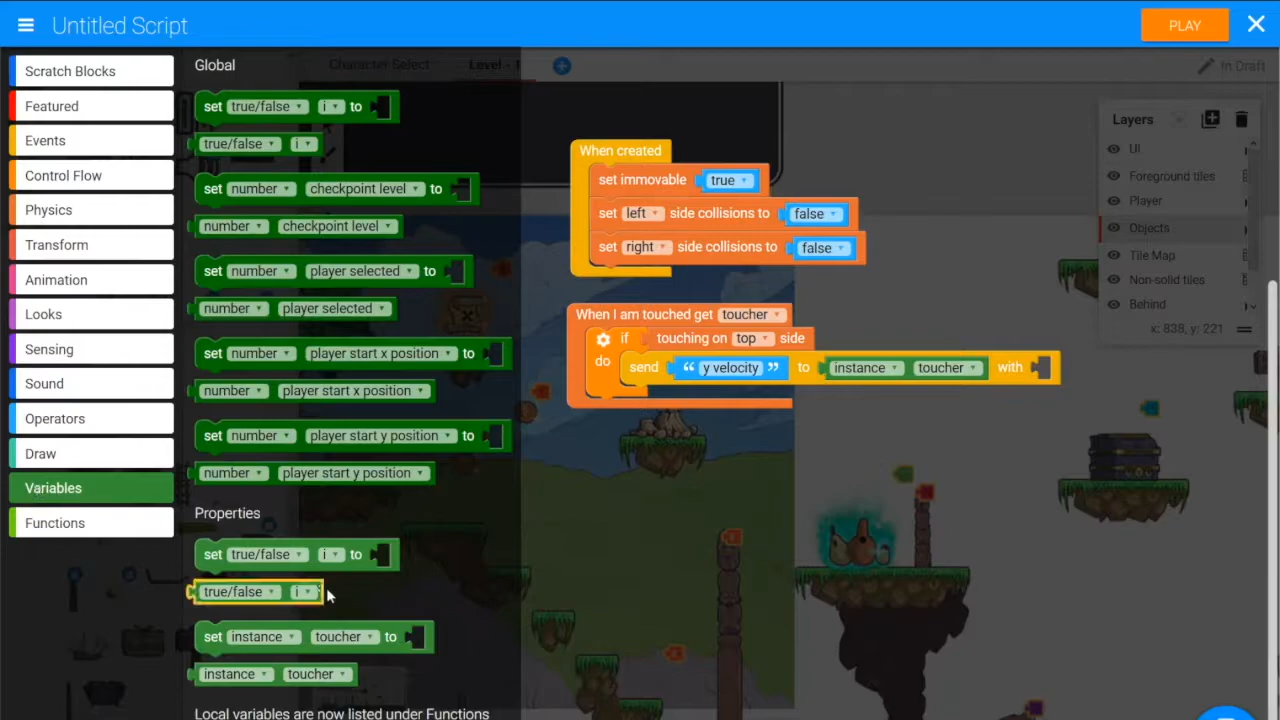 Untitled Script
PLAY
Scratch Blocks
Featured
Events
Control Flow
Physics
Transform
Animation
Looks
Sensing
Sound
Operators
Draw
Variables
Functions
Global
set true/false i to
true/false i
set number checkpoint level to
number checkpoint level
set number player selected to
number player selected
set number player start x position to
number player start x position
set number player start y position to
number player start y position
Properties
set true/false i to
true/false i
set instance toucher to
instance toucher
Local variables are now listed under Functions
Character Select
Level - 1
In Draft
When created
set immovable true
set left side collisions to false
set right side collisions to false
When I am touched get toucher
if touching on top side
do send “ y velocity ” to instance toucher with
Layers
UI
Foreground tiles
Player
Objects
Tile Map
Non-solid tiles
Behind
x: 838, y: 221